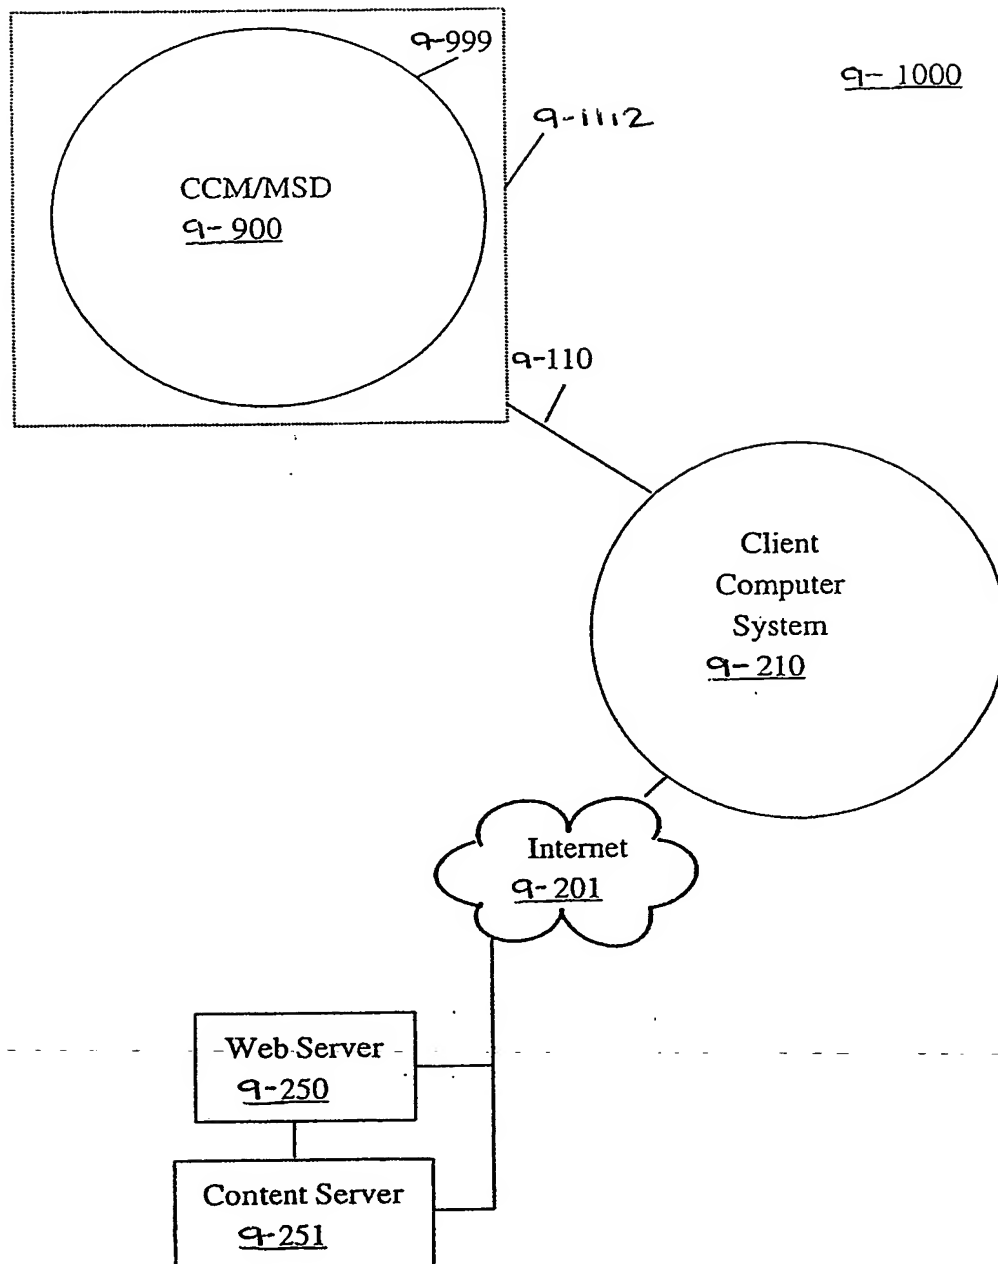 9-999
9-1000
9-1112
CCM/MSD
9-900
9-110
Client
Computer
System
9-210
Internet
9-201
Web Server
9-250
Content Server
9-251